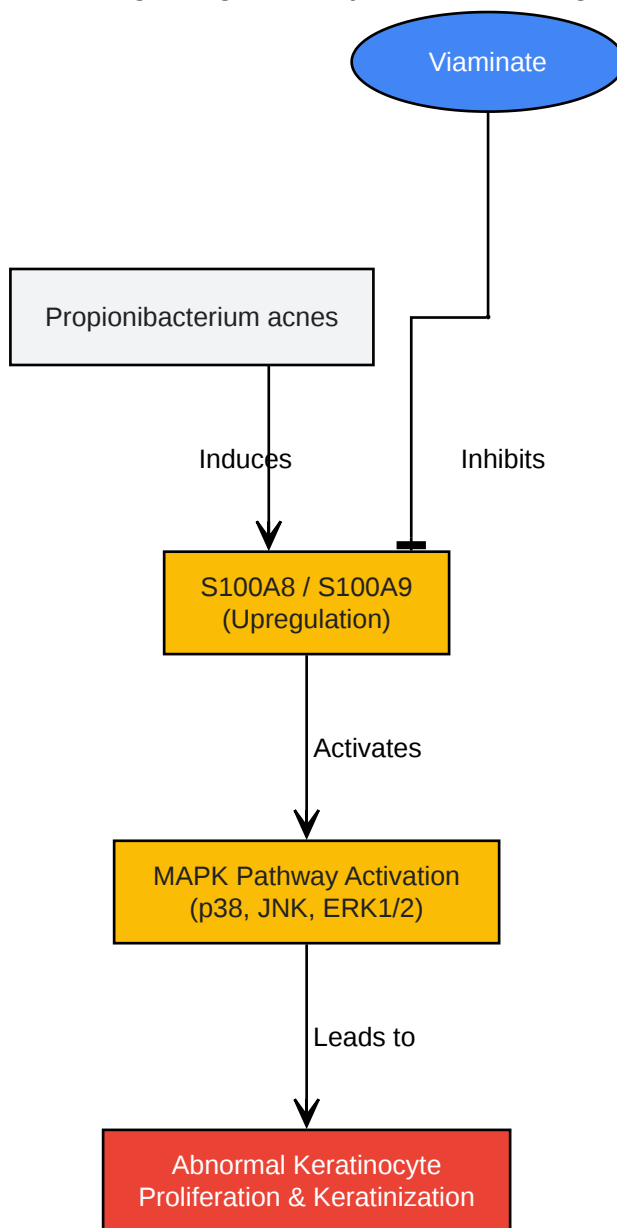 Viaminate
Propionibacterium acnes
Induces
Inhibits
S100A8 / S100A9
(Upregulation)
Activates
MAPK Pathway Activation
(p38, JNK, ERK1/2)
Leads to
Abnormal Keratinocyte
Proliferation & Keratinization